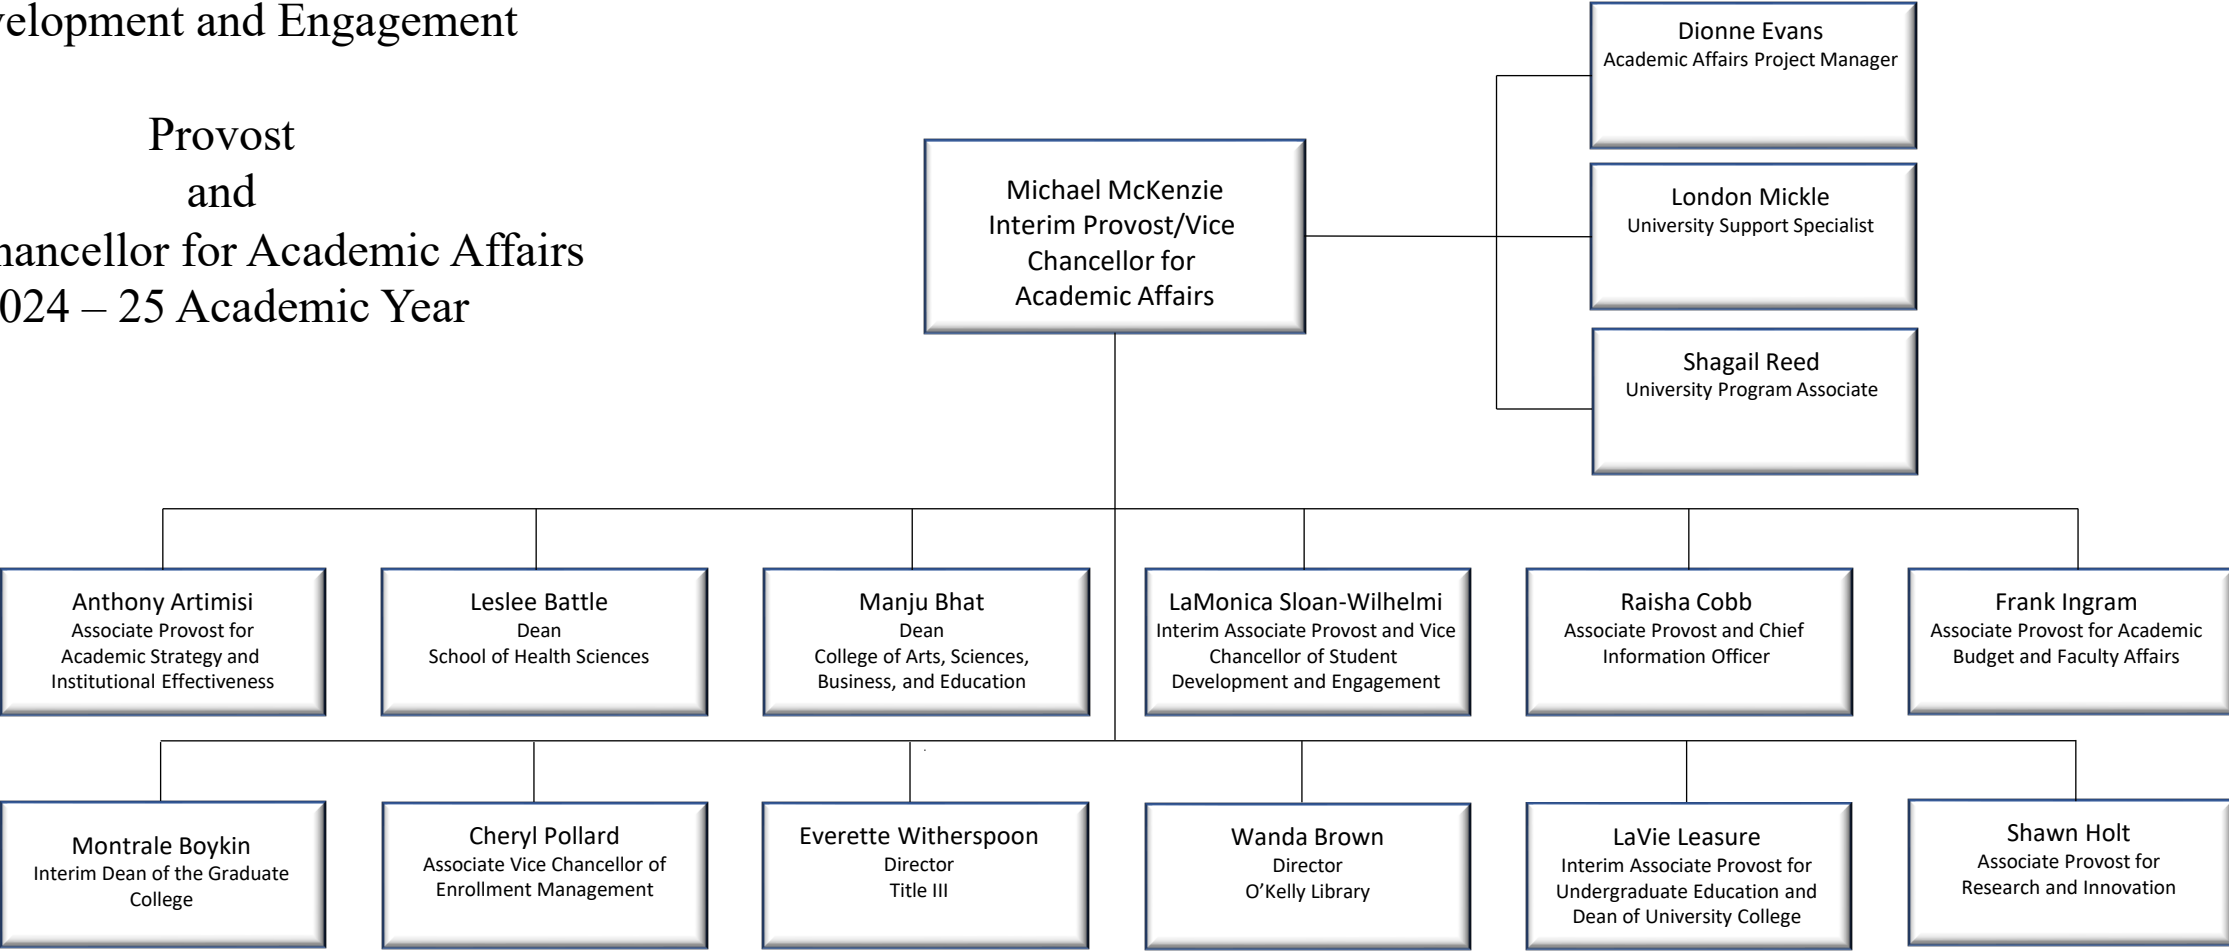 velopment and Engagement
Provost
and
hancellor for Academic Affairs
024 – 25 Academic Year
Dionne Evans
Academic Affairs Project Manager
Michael McKenzie
Interim Provost/Vice
Chancellor for
Academic Affairs
London Mickle
University Support Specialist
Shagail Reed
University Program Associate
Anthony Artimisi
Associate Provost for
Academic Strategy and
Institutional Effectiveness
Leslee Battle
Dean
School of Health Sciences
Manju Bhat
Dean
College of Arts, Sciences,
Business, and Education
LaMonica Sloan-Wilhelmi
Interim Associate Provost and Vice
Chancellor of Student
Development and Engagement
Raisha Cobb
Associate Provost and Chief
Information Officer
Frank Ingram
Associate Provost for Academic
Budget and Faculty Affairs
Montrale Boykin
Interim Dean of the Graduate
College
Cheryl Pollard
Associate Vice Chancellor of
Enrollment Management
Everette Witherspoon
Director
Title III
Wanda Brown
Director
O’Kelly Library
LaVie Leasure
Interim Associate Provost for
Undergraduate Education and
Dean of University College
Shawn Holt
Associate Provost for
Research and Innovation